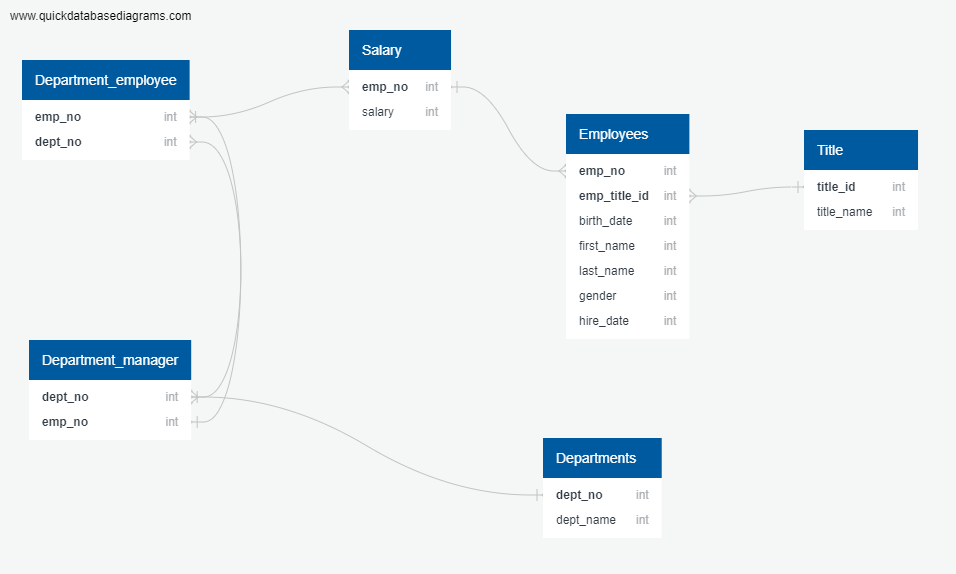 www.quickdatabasediagrams.com
Department_employee
emp_no int
dept_no int
Salary
emp_no int
salary int
Employees
emp_no int
emp_title_id int
birth_date int
first_name int
last_name int
gender int
hire_date int
Title
title_id int
title_name int
Department_manager
dept_no int
emp_no int
Departments
dept_no int
dept_name int